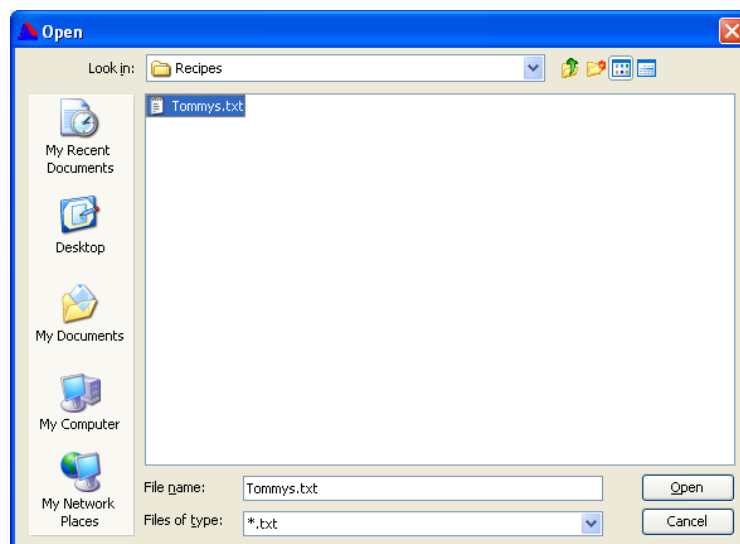 Open
Look in:
Recipes
Tommys.txt
My Recent
Documents
Desktop
My Documents
My Computer
My Network
Places
File name:
Tommys.txt
Open
Files of type:
*.txt
Cancel